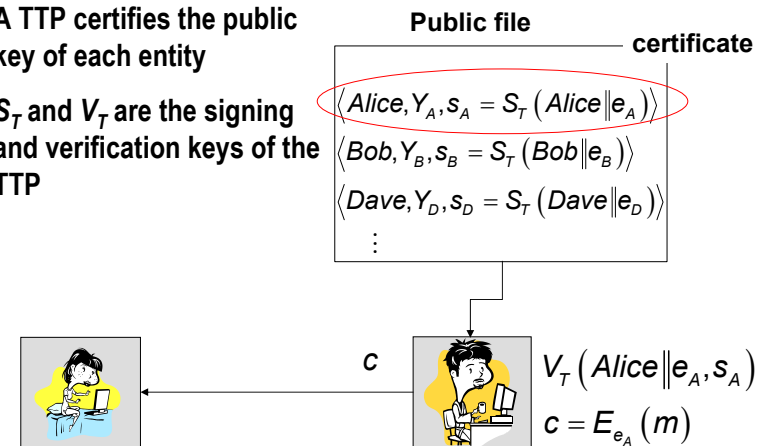 A TTP certifies the public
key of each entity
S_T and V_T are the signing
and verification keys of the
TTP
Public file
certificate
⟨Alice,Y_A,s_A = S_T(Alice‖e_A)⟩
⟨Bob,Y_B,s_B = S_T(Bob‖e_B)⟩
⟨Dave,Y_D,s_D = S_T(Dave‖e_D)⟩
⋮
c
V_T(Alice‖e_A,s_A)
c = E_{e_A}(m)